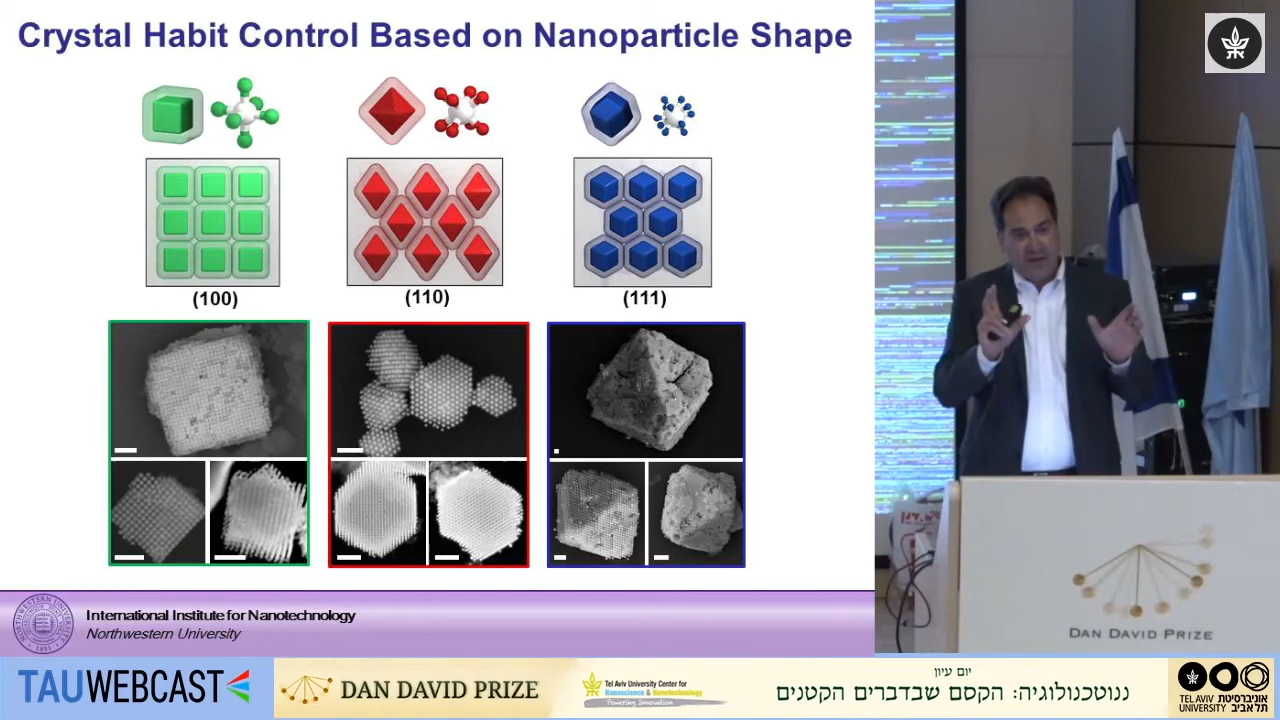 Crystal Habit Control Based on Nanoparticle Shape
(100)
(110)
(111)
International Institute for Nanotechnology
Northwestern University
DAN DAVID PRIZE
TAUWEBCAST
DAN DAVID PRIZE
Tel Aviv University Center for
Nanoscience & Nanotechnology
Powering Innovation
יום עיון
ננוטכנולוגיה: הקסם שבדברים הקטנים
TEL AVIV אוניברסיטת
UNIVERSITY תל אביב